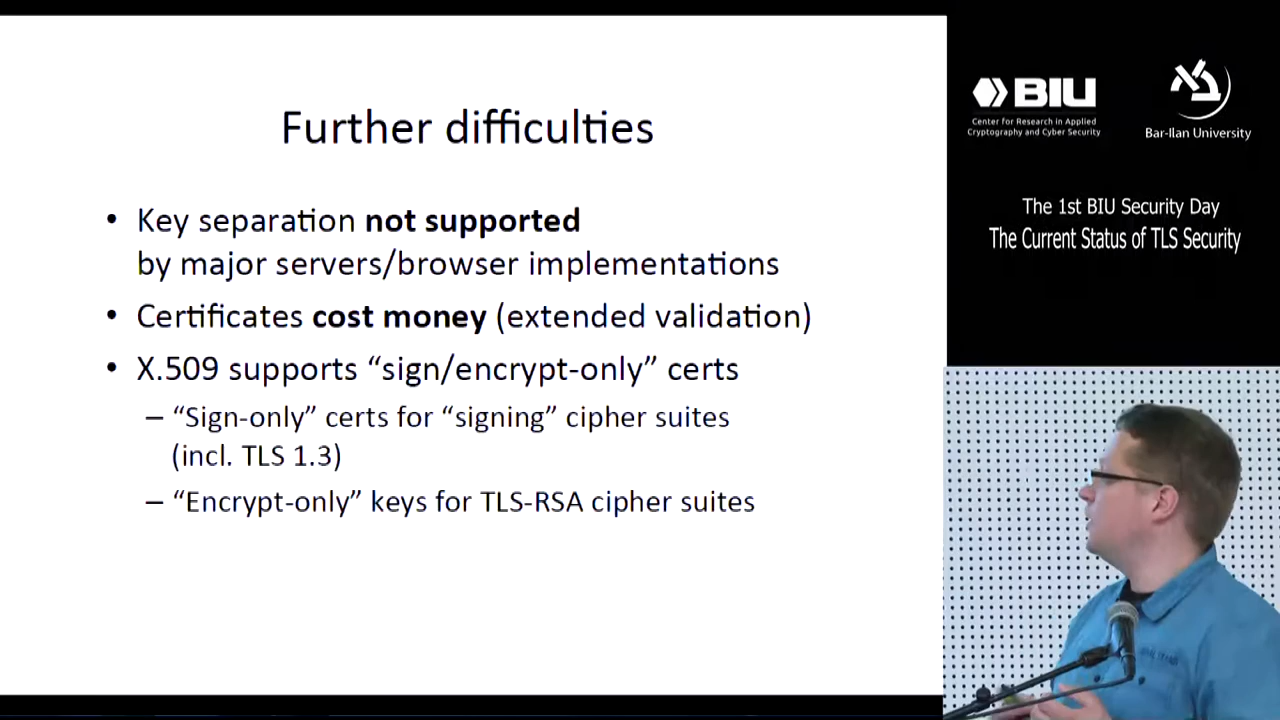 Further difficulties
• Key separation not supported
by major servers/browser implementations
• Certificates cost money (extended validation)
• X.509 supports “sign/encrypt-only” certs
– “Sign-only” certs for “signing” cipher suites
(incl. TLS 1.3)
– “Encrypt-only” keys for TLS-RSA cipher suites
BIU
Center for Research in Applied
Cryptography and Cyber Security
Bar-Ilan University
The 1st BIU Security Day
The Current Status of TLS Security